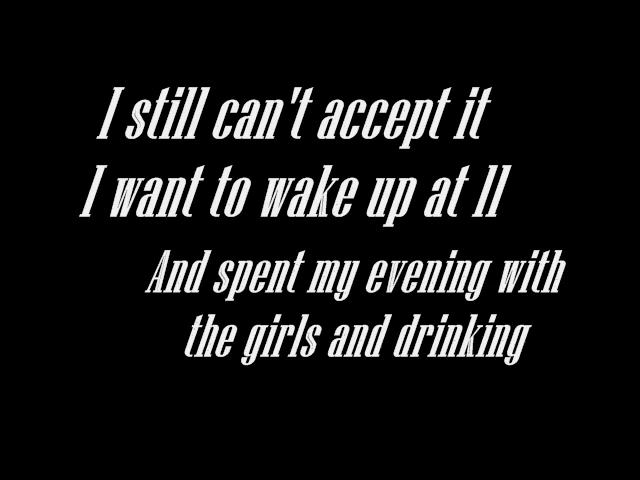 I still can't accept it
I want to wake up at 11
And spent my evening with
the girls and drinking